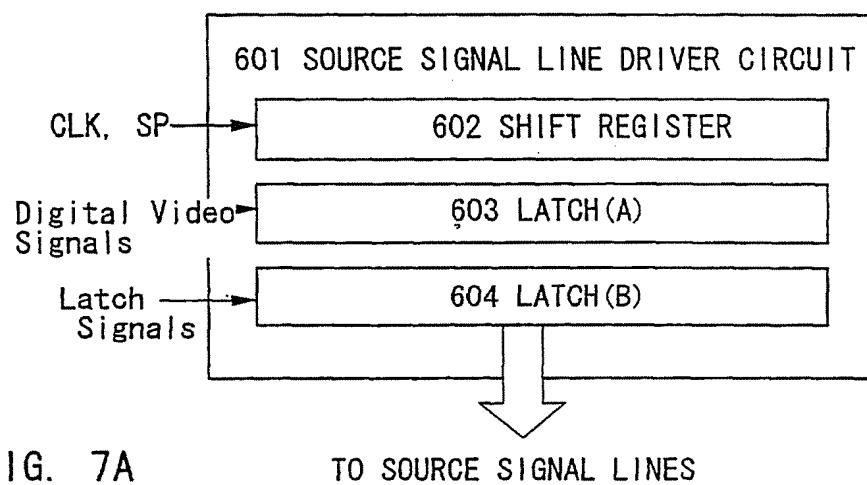 601 SOURCE SIGNAL LINE DRIVER CIRCUIT
CLK, SP
602 SHIFT REGISTER
Digital Video
Signals
603 LATCH(A)
Latch
Signals
604 LATCH(B)
IG. 7A
TO SOURCE SIGNAL LINES